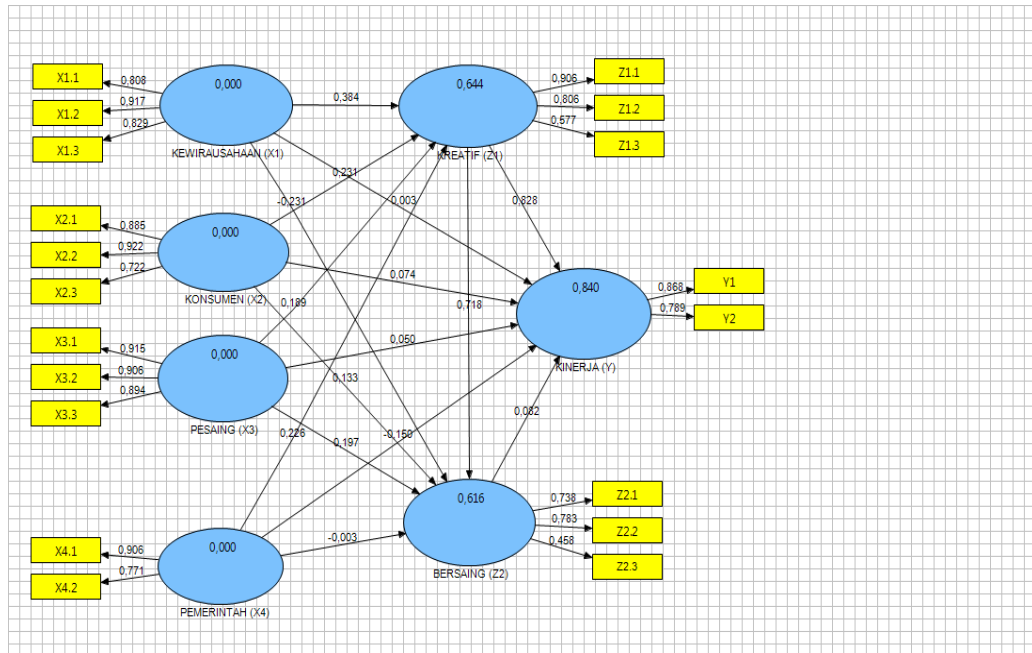 X1.1
0,808
X1.2
0,917
X1.3
0,829
0,000
KEWIRAUSAHAAN (X1)
0,384
0,644
KREATIF (Z1)
0,906
Z1.1
0,806
Z1.2
0,577
Z1.3
0,231
-0,231
0,003
0,828
X2.1
0,885
X2.2
0,922
X2.3
0,722
0,000
KONSUMEN (X2)
0,074
0,189
0,718
0,840
KINERJA (Y)
0,868
Y1
0,789
Y2
X3.1
0,915
X3.2
0,906
X3.3
0,894
0,000
PESAING (X3)
0,050
0,133
0,226
0,197
0,082
X4.1
0,906
X4.2
0,771
0,000
PEMERINTAH (X4)
-0,003
0,616
BERSAING (Z2)
0,738
Z2.1
0,783
Z2.2
0,458
Z2.3